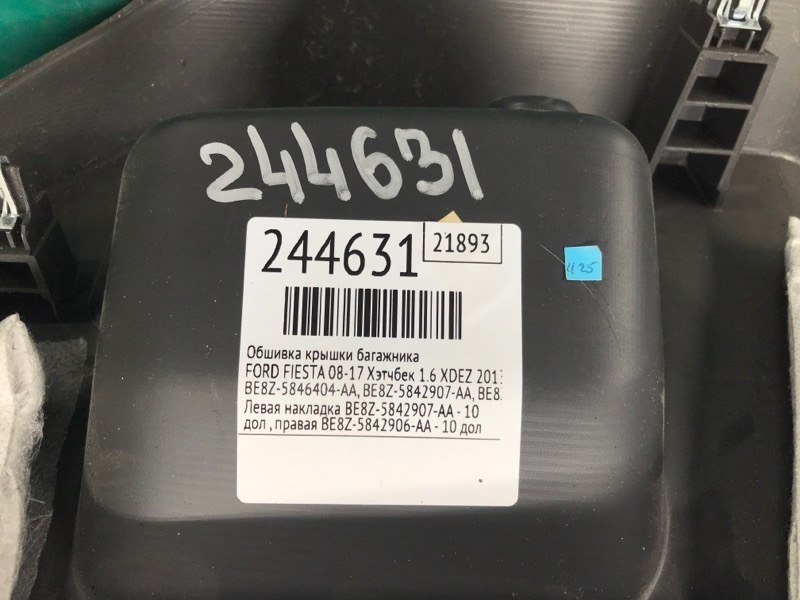 244631
244631
21893
425
Обшивка крышки багажника
FORD FIESTA 08-17 Хэтчбек 1.6 XDEZ 201
BE8Z-5846404-AA, BE8Z-5842907-AA, BE8
Левая накладка BE8Z-5842907-AA - 10
дол , правая BE8Z-5842906-AA - 10 дол